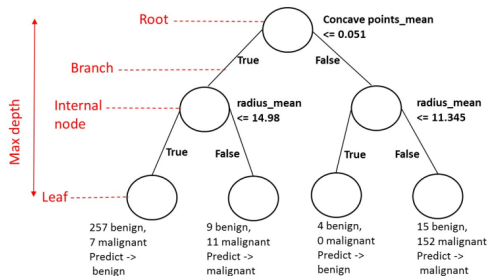 Root
Concave points_mean
<= 0.051
Branch
True
False
Max depth
Internal
node
radius_mean
<= 14.98
radius_mean
<= 11.345
True
False
True
False
Leaf
257 benign,
7 malignant
Predict ->
benign
9 benign,
11 malignant
Predict ->
malignant
4 benign,
0 malignant
Predict ->
benign
15 benign,
152 malignant
Predict ->
malignant